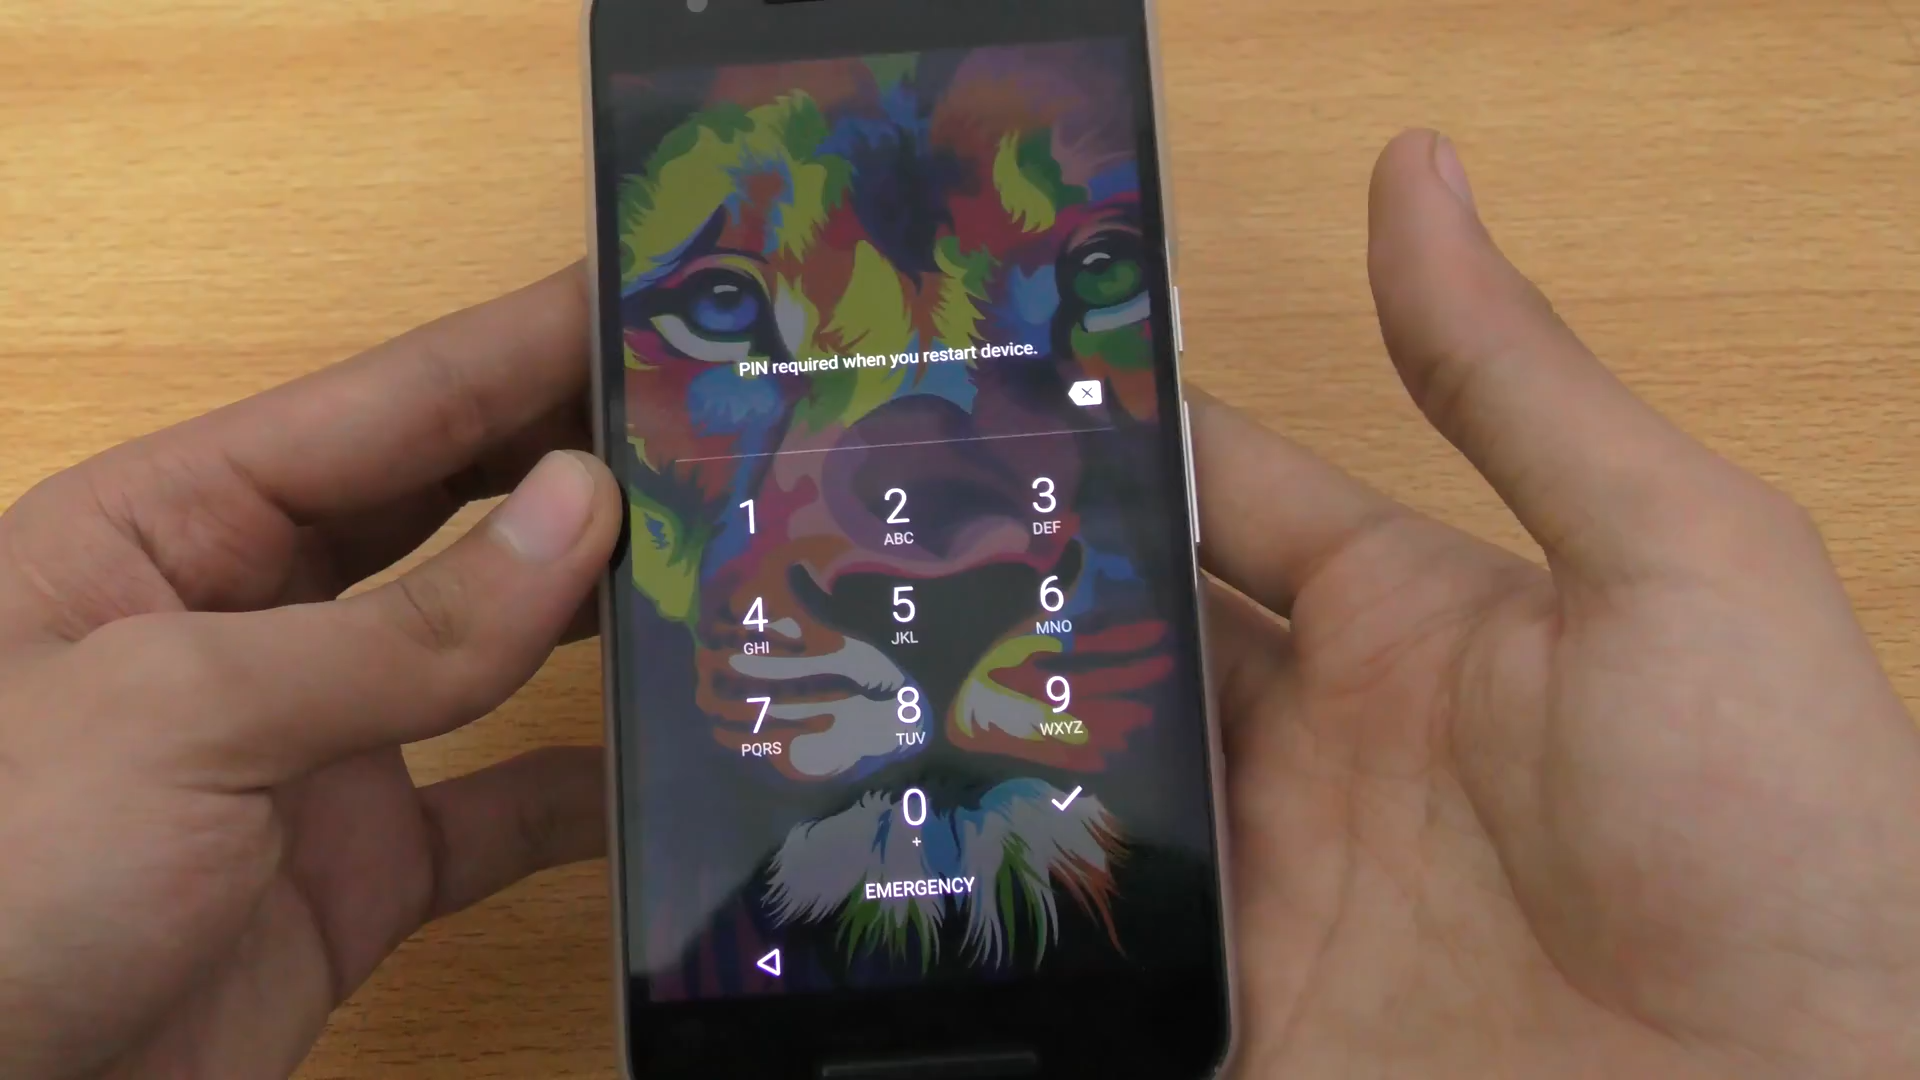 PIN required when you restart device.
1
2
ABC
3
DEF
4
GHI
5
JKL
6
MNO
7
PQRS
8
TUV
9
WXYZ
0
+
EMERGENCY